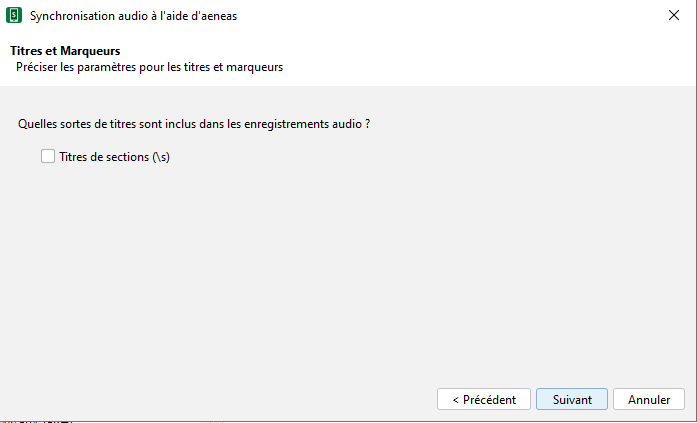 Synchronisation audio à l'aide d'aeneas
Titres et Marqueurs
Préciser les paramètres pour les titres et marqueurs
Quelles sortes de titres sont inclus dans les enregistrements audio ?
Titres de sections (\s)
< Précédent
Suivant
Annuler